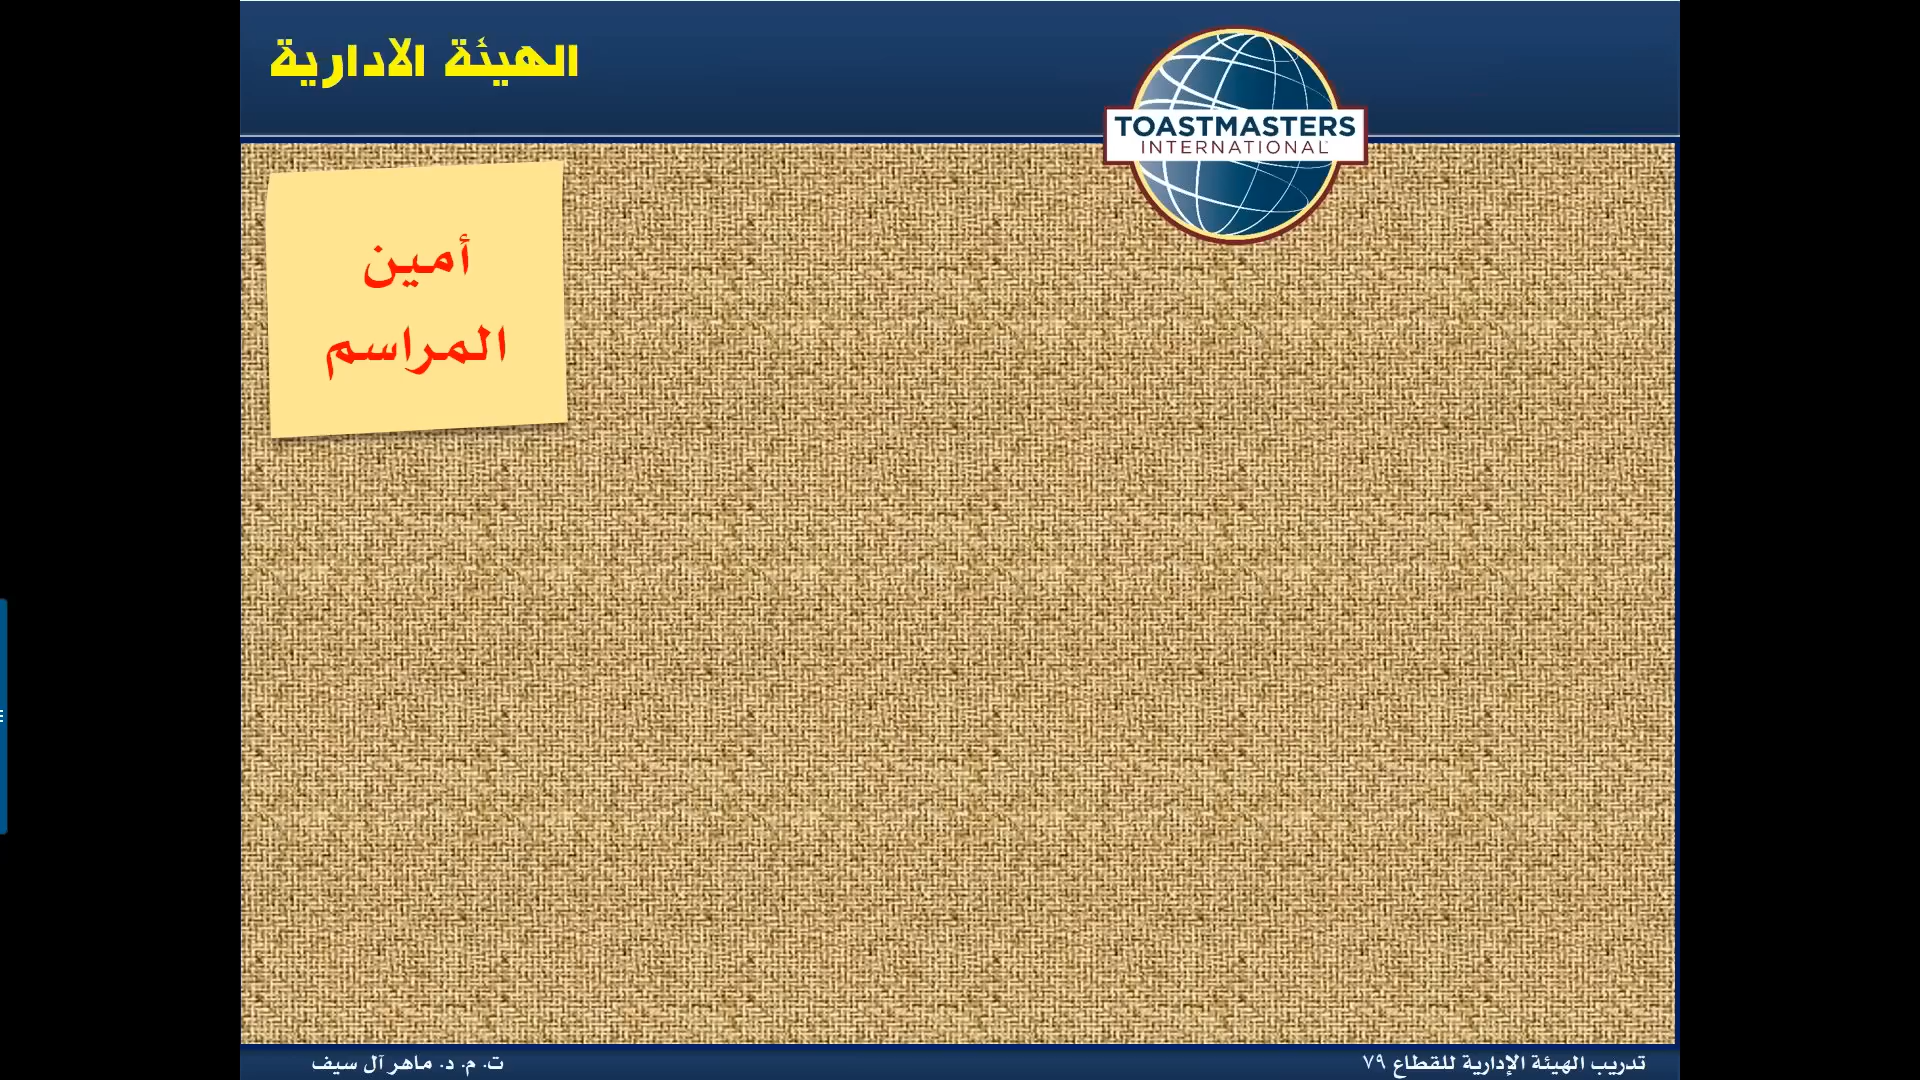 الهيئة الادارية
TOASTMASTERS
INTERNATIONAL
أمين
المراسم
تدريب الهيئة الإدارية للقطاع ٧٩
ت. م. د. ماهر آل سيف